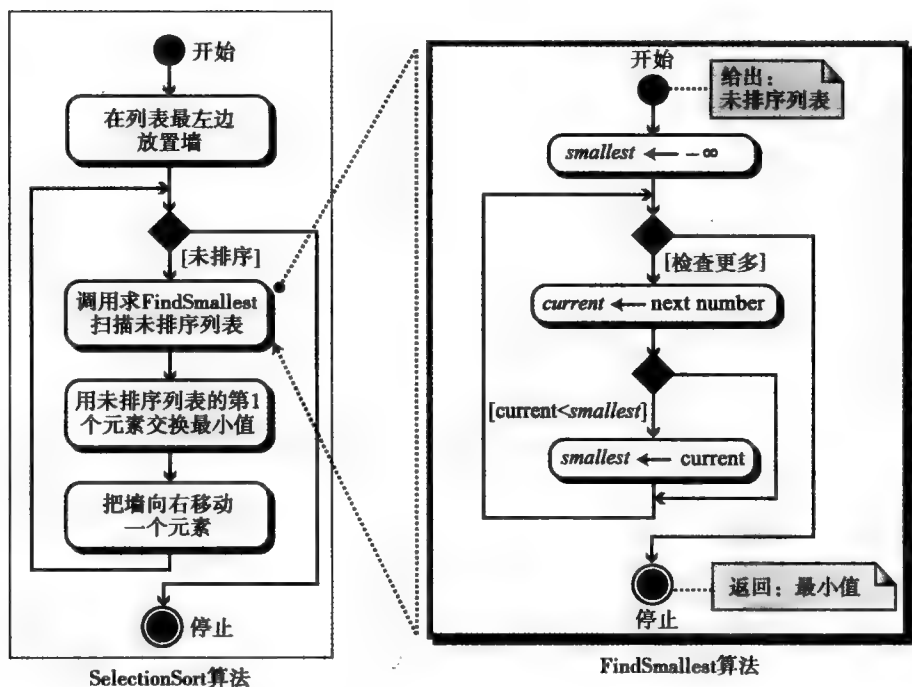 开始
在列表最左边
放置墙
[未排序]
调用求FindSmallest
扫描未排序列表
用未排序列表的第1
个元素交换最小值
把墙向右移动
一个元素
停止
SelectionSort算法
开始
给出：
未排序列表
smallest ← -∞
[检查更多]
current ← next number
[current<smallest]
smallest ← current
停止
返回：最小值
FindSmallest算法